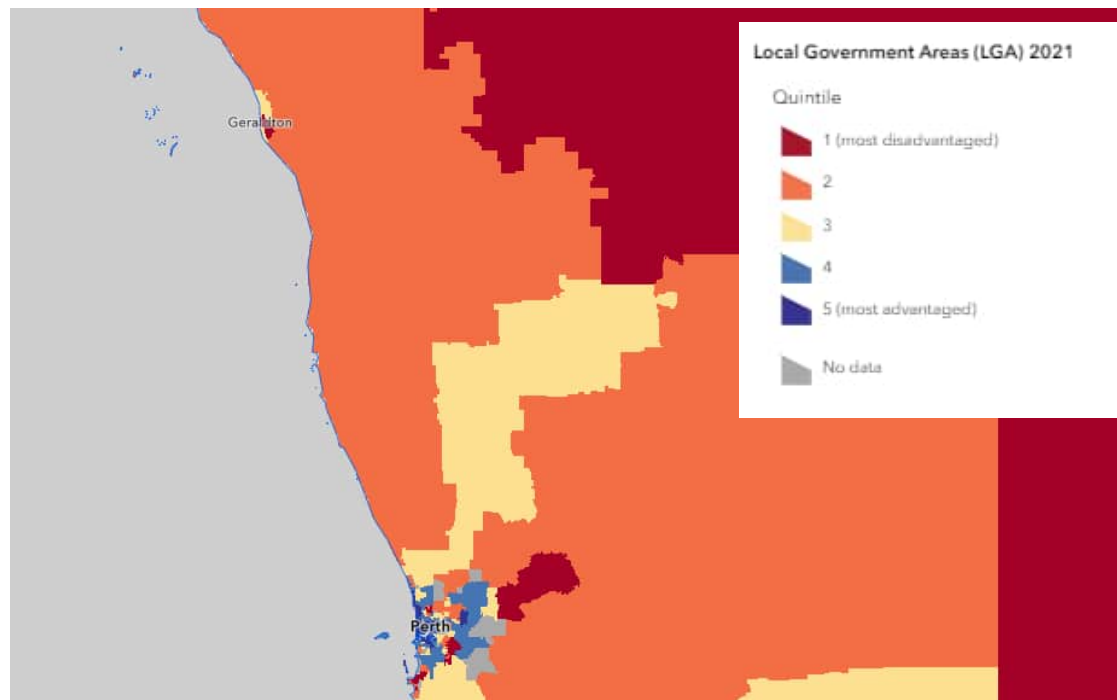 Local Government Areas (LGA) 2021
Quintile
1 (most disadvantaged)
2
3
4
5 (most advantaged)
No data
Geraldton
Perth